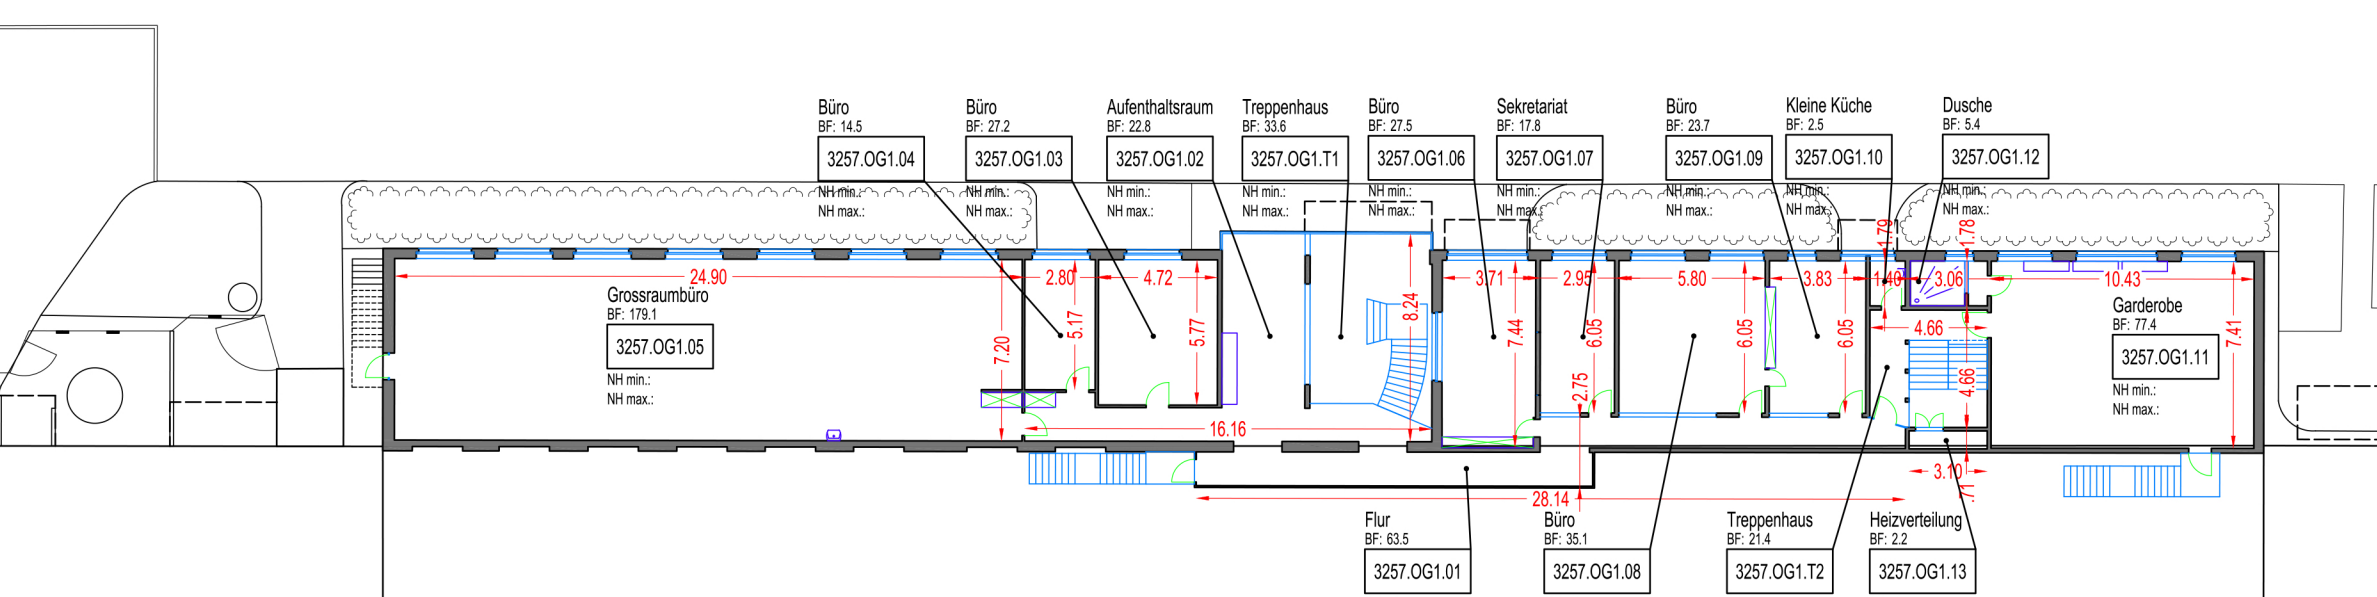 Büro
BF: 14.5
3257.OG1.04
NH min.:
NH max.:
Büro
BF: 27.2
3257.OG1.03
NH min.:
NH max.:
Aufenthaltsraum
BF: 22.8
3257.OG1.02
NH min.:
NH max.:
Treppenhaus
BF: 33.6
3257.OG1.T1
NH min.:
NH max.:
Büro
BF: 27.5
3257.OG1.06
NH min.:
NH max.:
Sekretariat
BF: 17.8
3257.OG1.07
NH min.:
NH max.:
Büro
BF: 23.7
3257.OG1.09
NH min.:
NH max.:
Kleine Küche
BF: 2.5
3257.OG1.10
NH min.:
NH max.:
Dusche
BF: 5.4
3257.OG1.12
NH min.:
NH max.:
1.79
1.78
24.90
2.80
4.72
3.71
2.95
5.80
3.83
1.40
3.06
10.43
Grossraumbüro
BF: 179.1
3257.OG1.05
NH min.:
NH max.:
7.20
5.17
5.77
8.24
7.44
6.05
2.75
6.05
6.05
4.66
4.66
Garderobe
BF: 77.4
3257.OG1.11
NH min.:
NH max.:
7.41
16.16
3.10
.71
28.14
Flur
BF: 63.5
3257.OG1.01
Büro
BF: 35.1
3257.OG1.08
Treppenhaus
BF: 21.4
3257.OG1.T2
Heizverteilung
BF: 2.2
3257.OG1.13